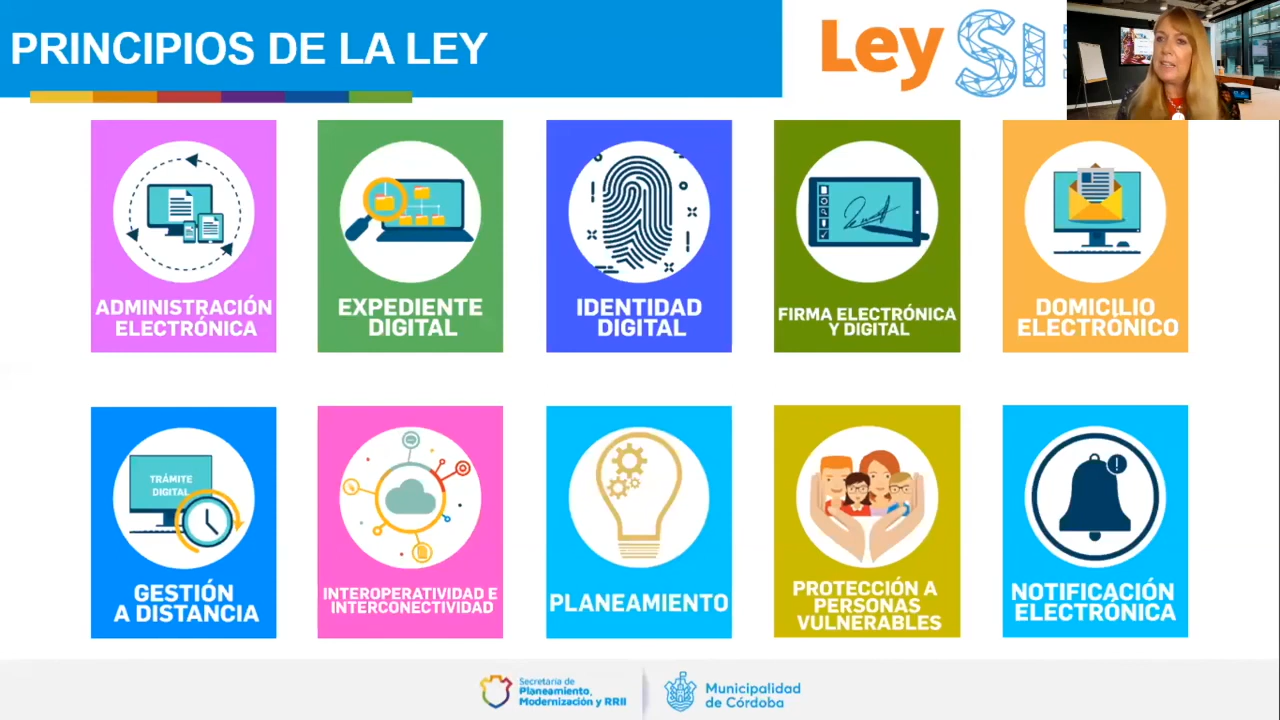 PRINCIPIOS DE LA LEY
Ley Sí
ADMINISTRACIÓN
ELECTRÓNICA
EXPEDIENTE
DIGITAL
IDENTIDAD
DIGITAL
FIRMA ELECTRÓNICA
Y DIGITAL
DOMICILIO
ELECTRÓNICO
TRÁMITE
DIGITAL
GESTIÓN
A DISTANCIA
INTEROPERATIVIDAD E
INTERCONECTIVIDAD
PLANEAMIENTO
PROTECCIÓN A
PERSONAS
VULNERABLES
NOTIFICACIÓN
ELECTRÓNICA
Secretaría de
Planeamiento,
Modernización y RRII
Municipalidad
de Córdoba